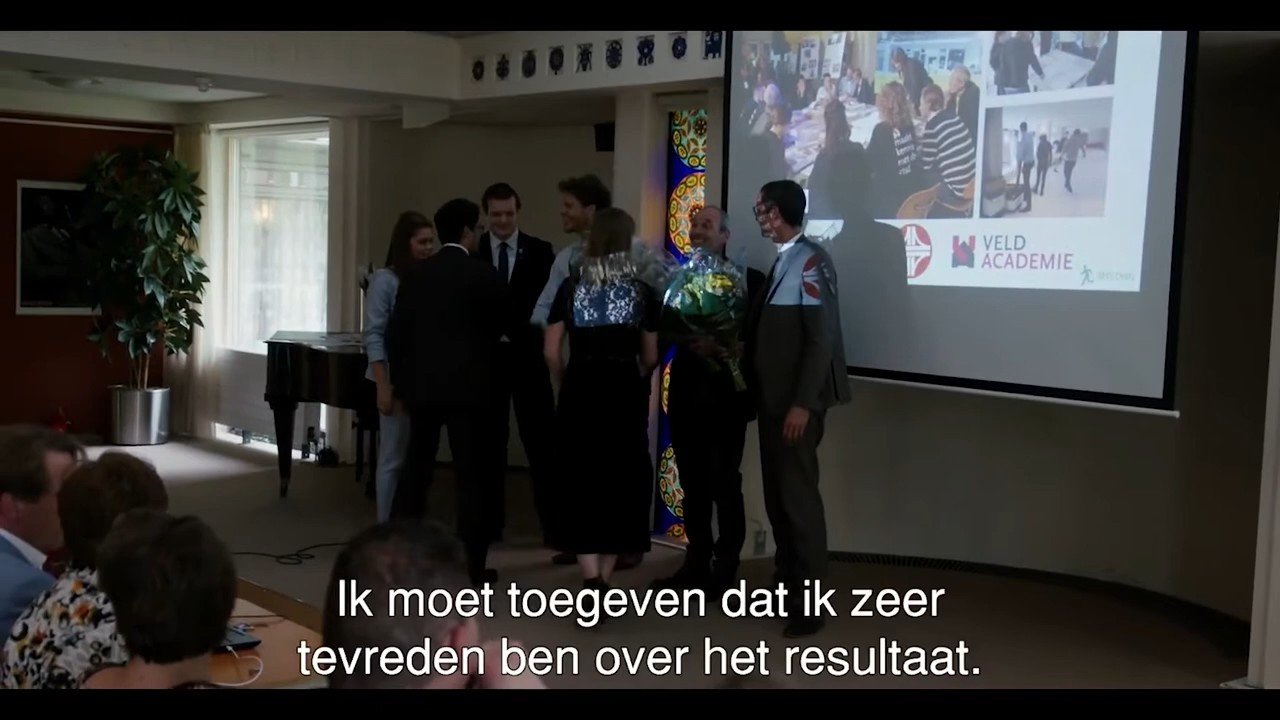 VELD
ACADEMIE
Ik moet toegeven dat ik zeer
tevreden ben over het resultaat.